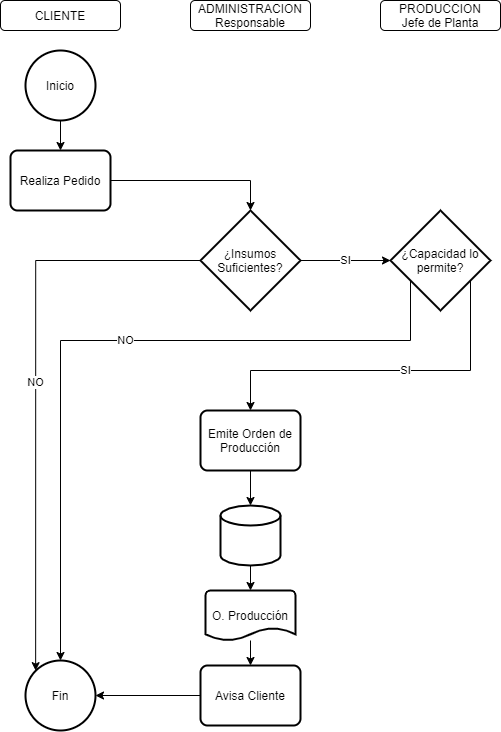 CLIENTE
ADMINISTRACION
Responsable
PRODUCCION
Jefe de Planta
Inicio
Realiza Pedido
¿Insumos
Suficientes?
SI
¿Capacidad lo
permite?
NO
SI
NO
Emite Orden de
Producción
O. Producción
Avisa Cliente
Fin